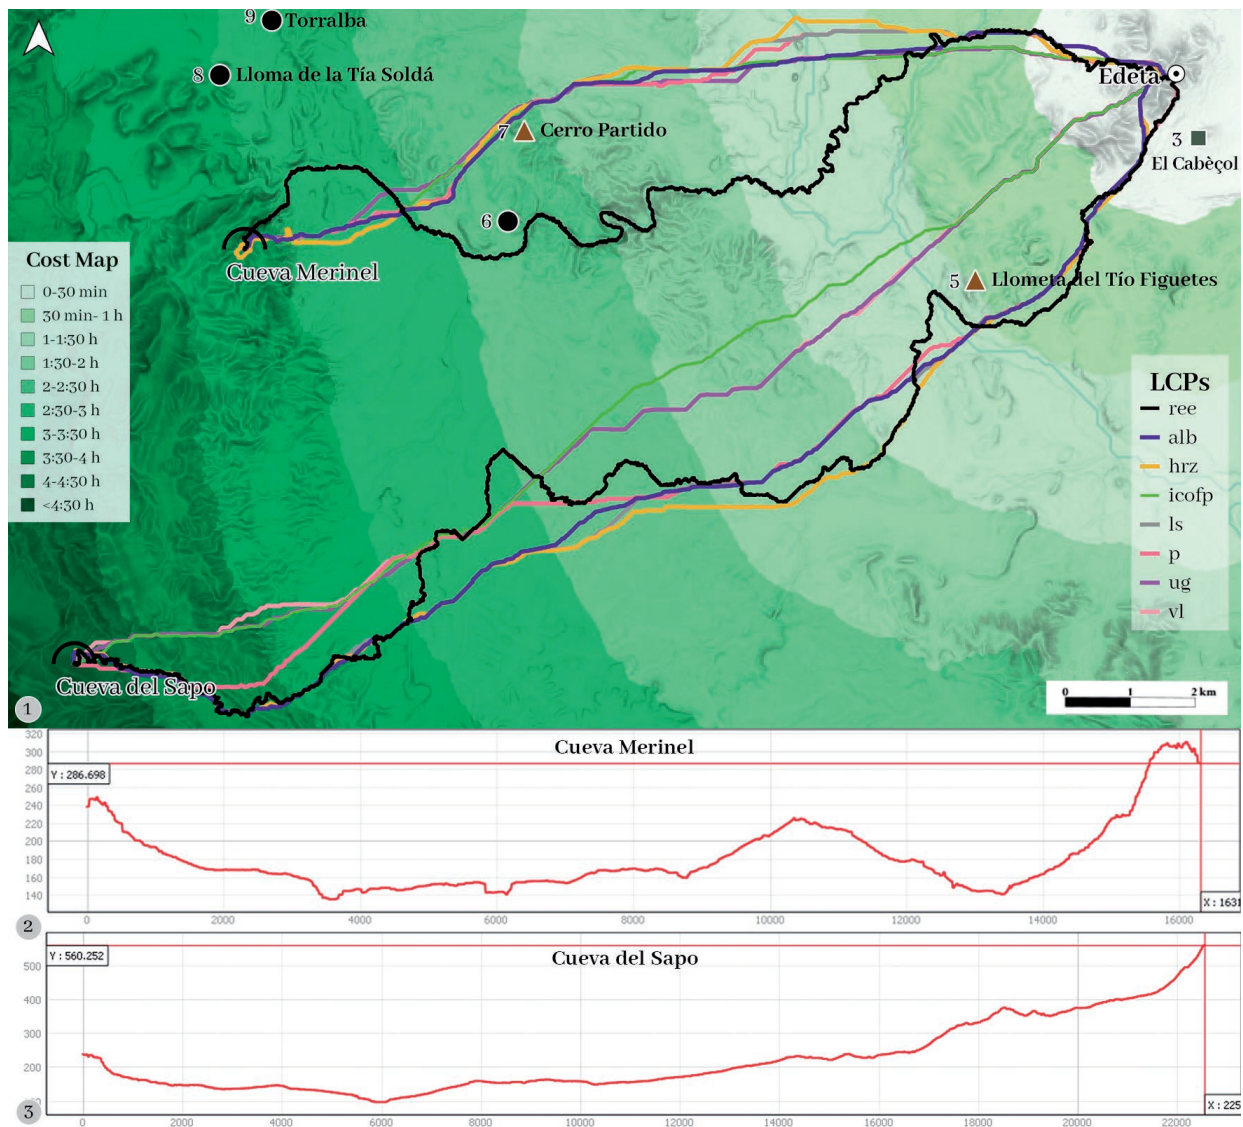 9 Torralba
8 Lloma de la Tía Soldá
Edeta
7 Cerro Partido
3
El Cabèçol
6
Cueva Merinel
Cost Map
0-30 min
30 min- 1 h
1-1:30 h
1:30-2 h
2-2:30 h
2:30-3 h
3-3:30 h
3:30-4 h
4-4:30 h
<4:30 h
5 Llometa del Tío Figuetes
LCPs
ree
alb
hrz
icofp
ls
p
ug
vl
Cueva del Sapo
0 1 2 km
1
Cueva Merinel
320
300
Y : 286.698
280
260
240
220
200
180
160
140
X : 1631
0 2000 4000 6000 8000 10000 12000 14000 16000
2
Cueva del Sapo
Y : 560.252
500
400
300
200
X : 225
0 2000 4000 6000 8000 10000 12000 14000 16000 18000 20000 22000
3